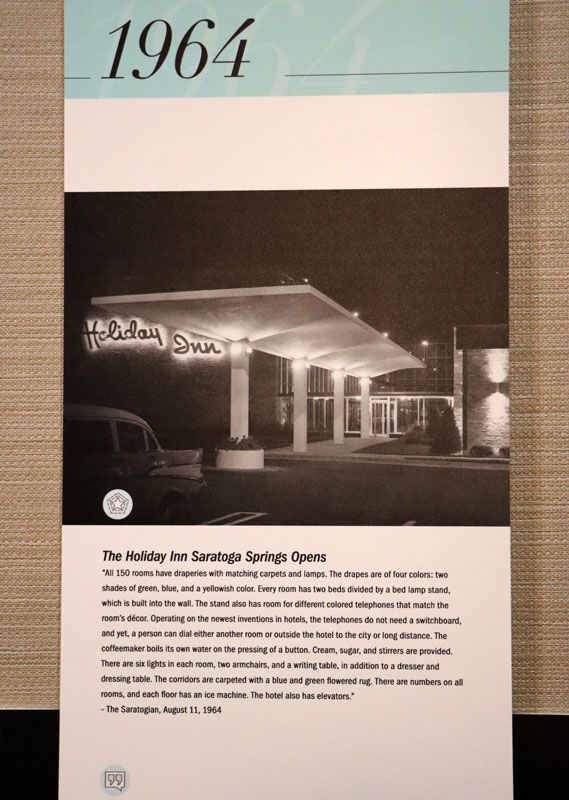 1964
Holiday Inn
The Holiday Inn Saratoga Springs Opens
"All 150 rooms have draperies with matching carpets and lamps. The drapes are of four colors: two
shades of green, blue, and a yellowish color. Every room has two beds divided by a bed lamp stand,
which is built into the wall. The stand also has room for different colored telephones that match the
room's décor. Operating on the newest inventions in hotels, the telephones do not need a switchboard,
and yet, a person can dial either another room or outside the hotel to the city or long distance. The
coffeemaker boils its own water on the pressing of a button. Cream, sugar, and stirrers are provided.
There are six lights in each room, two armchairs, and a writing table, in addition to a dresser and
dressing table. The corridors are carpeted with a blue and green flowered rug. There are numbers on all
rooms, and each floor has an ice machine. The hotel also has elevators."
– The Saratogian, August 11, 1964